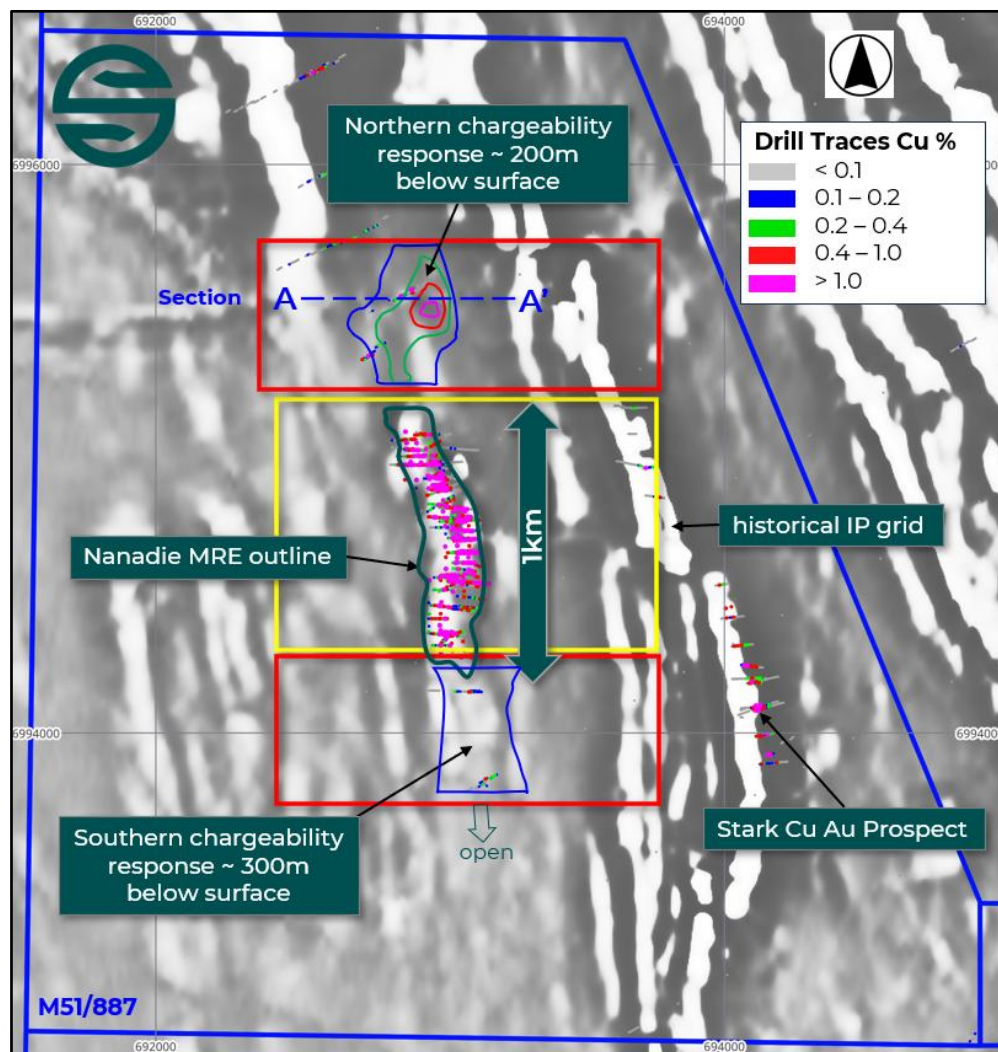 692000
694000
Northern chargeability
response ~ 200m
below surface
Drill Traces Cu %
< 0.1
0.1 – 0.2
0.2 – 0.4
0.4 – 1.0
> 1.0
6996000
Section
A
A'
1km
historical IP grid
Nanadie MRE outline
6994000
6994000
Southern chargeability
response ~ 300m
below surface
open
Stark Cu Au Prospect
M51/887
692000
694000